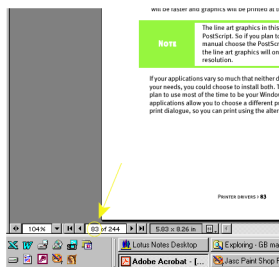 will be faster and graphics will be printed at t
NOTE
The line art graphics in this
PostScript. So if you plan to
manual choose the PostScr
the line art graphics will on
resolution.
If your applications vary so much that neither d
your needs, you could choose to install both. T
plan to use most of the time to be your Window
applications allow you to choose a different pr
print dialogue, so you can print using the alter
PRINTER DRIVERS I 83
104%
83 of 244
5.83 x 8.26 in
Lotus Notes Desktop
Exploring - GB ma
Adobe Acrobat - [...
Jasc Paint Shop F